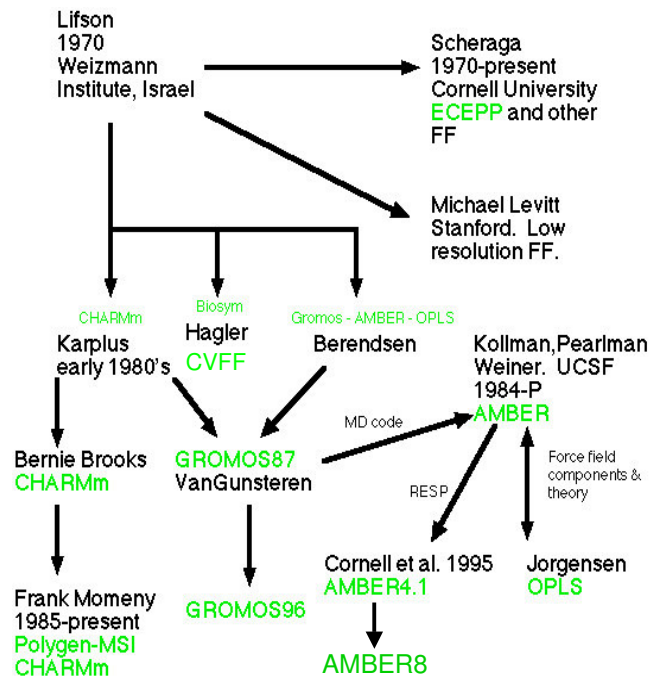 Lifson
1970
Weizmann
Institute, Israel
Scheraga
1970-present
Cornell University
ECEPP and other
FF
Michael Levitt
Stanford. Low
resolution FF.
CHARMm
Karplus
early 1980's
Biosym
Hagler
CVFF
Gromos - AMBER - OPLS
Berendsen
Kollman,Pearlman
Weiner. UCSF
1984-P
AMBER
MD code
Bernie Brooks
CHARMm
GROMOS87
VanGunsteren
RESP
Force field
components &
theory
Frank Momeny
1985-present
Polygen-MSI
CHARMm
GROMOS96
Cornell et al. 1995
AMBER4.1
Jorgensen
OPLS
AMBER8